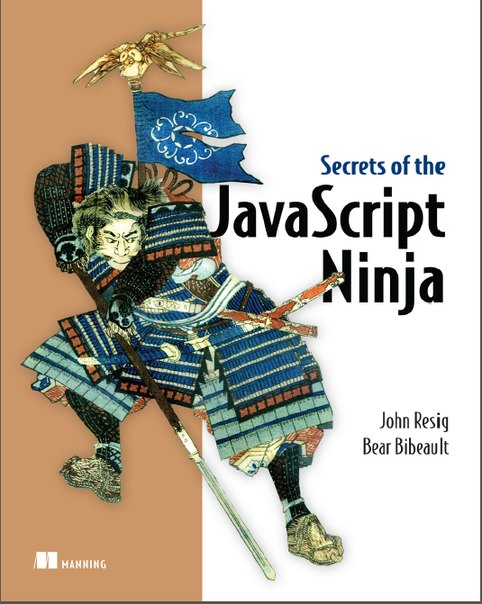 Secrets of the
JavaScript
Ninja
John Resig
Bear Bibeault
MANNING